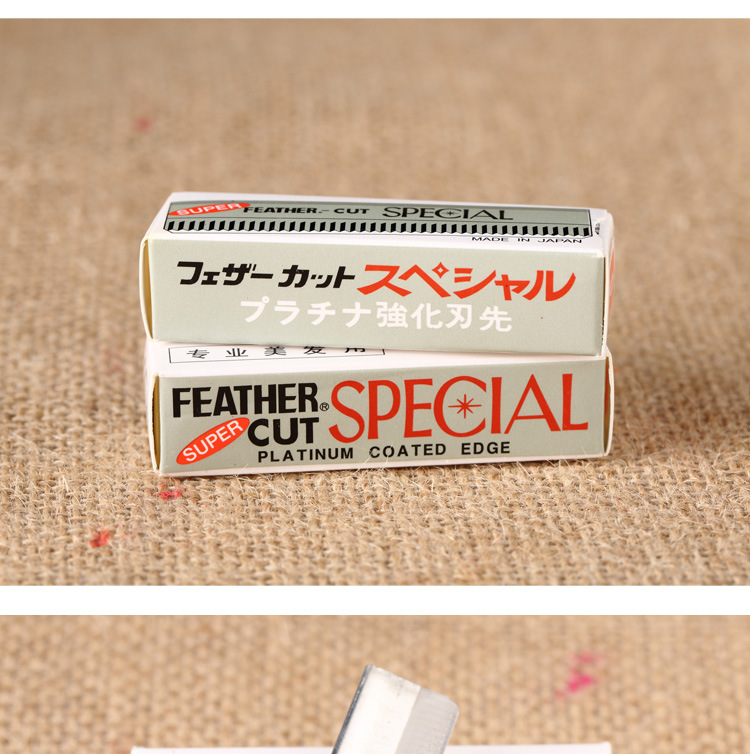 SUPER FEATHER. CUT SPECIAL
MADE IN JAPAN
フェザー カット スペシャル
プラチナ強化刃先
专业美发用
FEATHER® SPECIAL
SUPER CUT
PLATINUM COATED EDGE